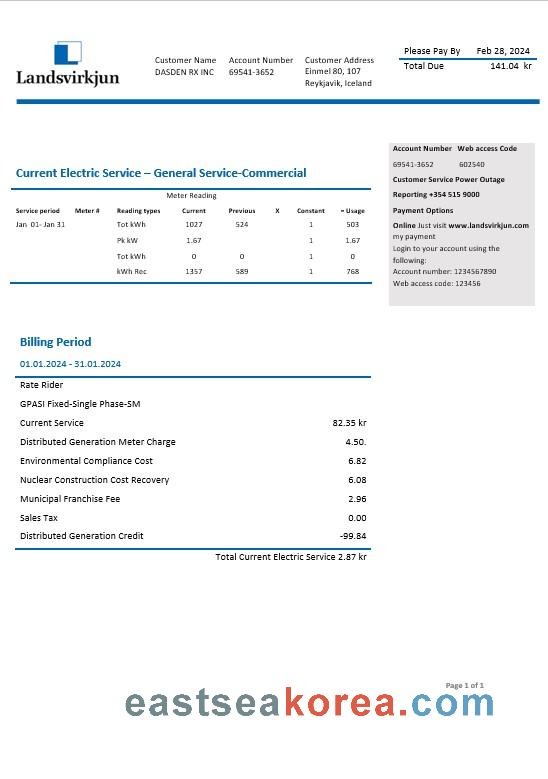 Landsvirkjun
Customer Name Account Number Customer Address
DASDEN RX INC 69541-3652 Einmel 80, 107
Reykjavik, Iceland
Please Pay By Feb 28, 2024
Total Due 141.04 kr
Current Electric Service – General Service-Commercial
Meter Reading
Service period Meter # Reading types Current Previous X Constant = Usage
Jan 01- Jan 31 Tot kWh 1027 524 1 503
Pk kW 1.67 1 1.67
Tot kWh 0 0 1 0
kWh Rec 1357 589 1 768
Account Number Web access Code
69541-3652 602540
Customer Service Power Outage
Reporting +354 515 9000
Payment Options
Online Just visit www.landsvirkjun.com
my payment
Login to your account using the
following:
Account number: 1234567890
Web access code: 123456
Billing Period
01.01.2024 - 31.01.2024
Rate Rider
GPASI Fixed-Single Phase-SM
Current Service 82.35 kr
Distributed Generation Meter Charge 4.50.
Environmental Compliance Cost 6.82
Nuclear Construction Cost Recovery 6.08
Municipal Franchise Fee 2.96
Sales Tax 0.00
Distributed Generation Credit -99.84
Total Current Electric Service 2.87 kr
Page 1 of 1
eastseakorea.com